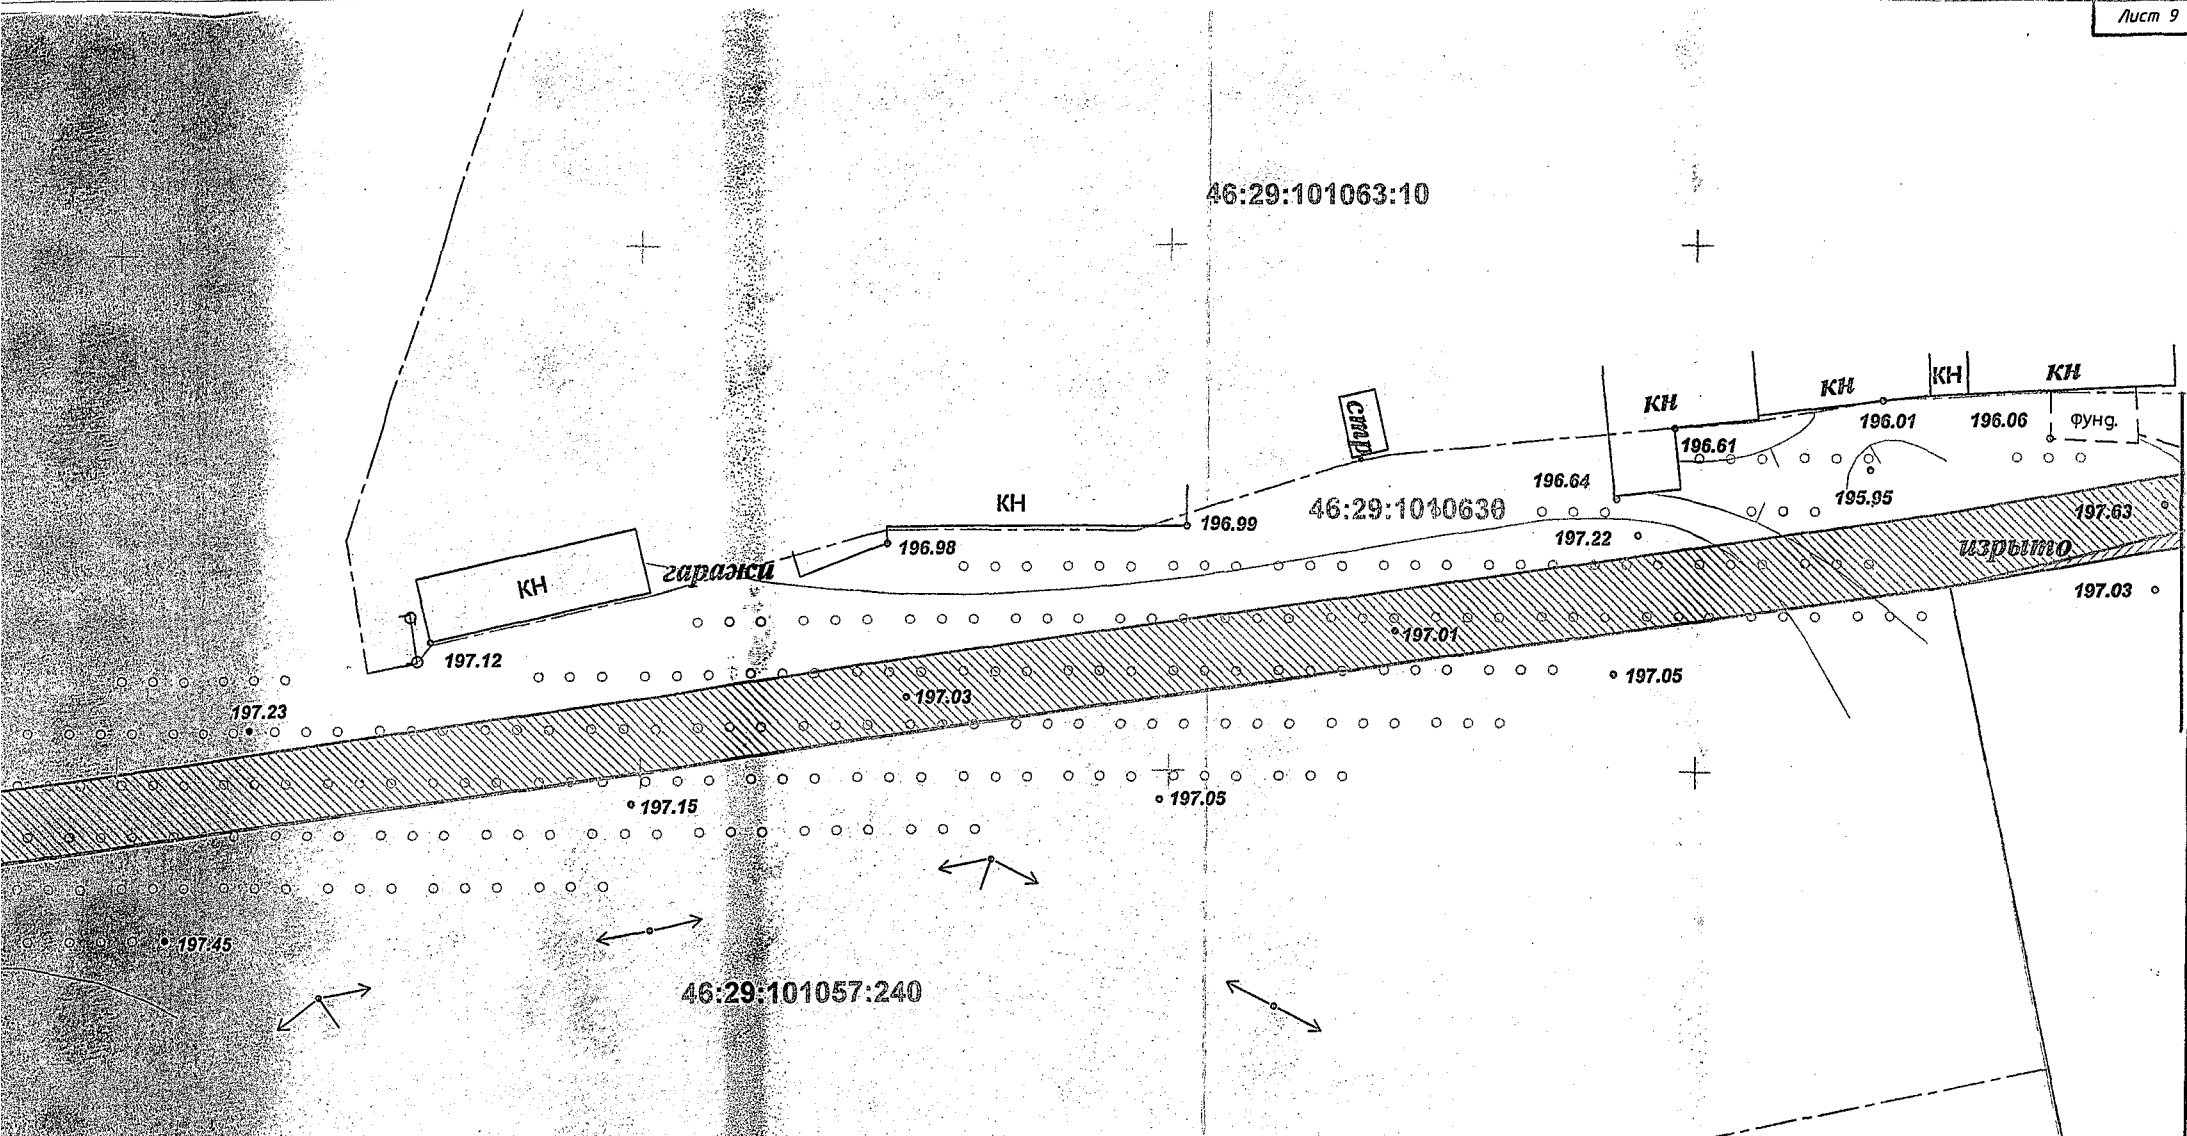 Лист 9
46:29:101063:10
КН
КН
КН
КН
стр
196.01
196.06
фунд.
196.61
196.64
46:29:1010630
195.95
КН
196.99
197.63
196.98
197.22
изрыто
гаражи
КН
197.03
197.01
197.12
197.05
197.03
197.23
197.15
197.05
197.45
46:29:101057:240